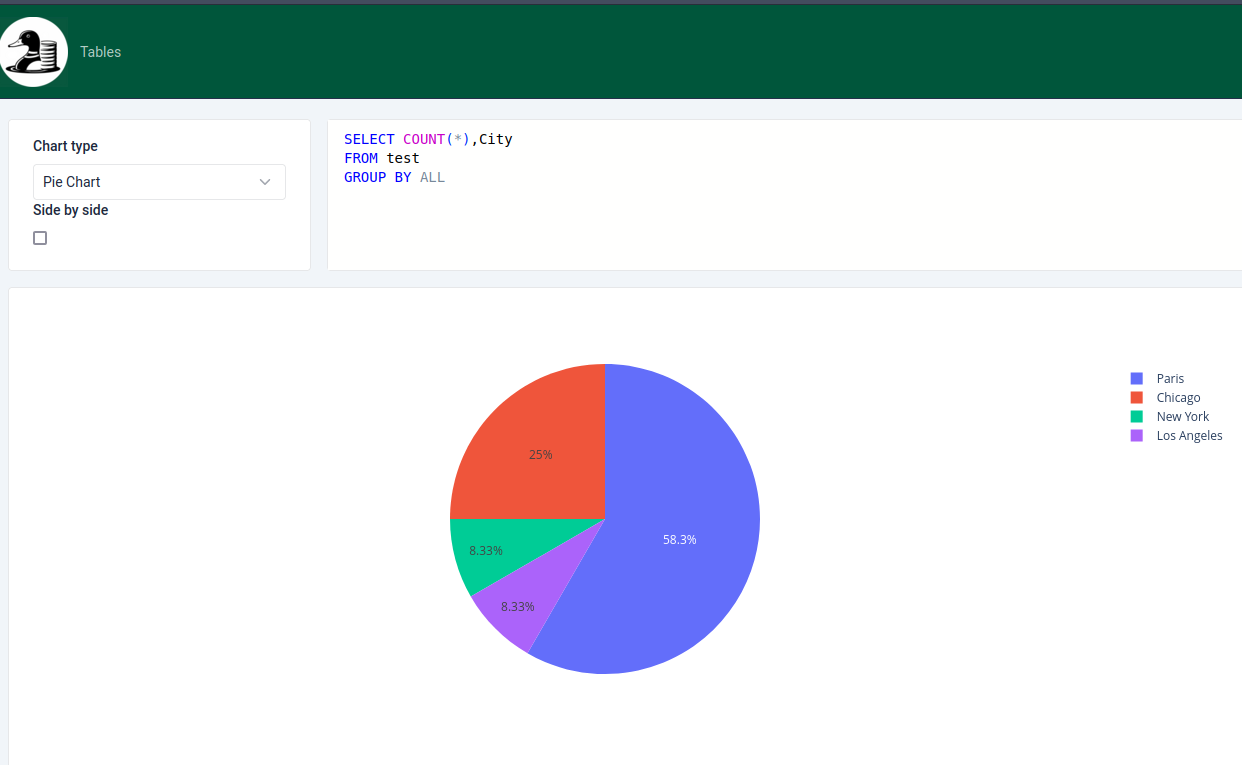 Tables
Chart type
Pie Chart
Side by side
SELECT COUNT(*),City
FROM test
GROUP BY ALL
25%
8.33%
8.33%
58.3%
Paris
Chicago
New York
Los Angeles